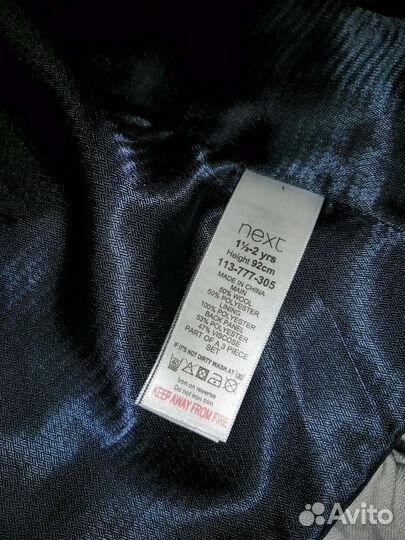 next
1½-2 yrs
Height 92cm
113-777-305
MADE IN CHINA
MAIN
50% WOOL
50% POLYESTER
LINING
100% POLYESTER
BACK PANEL
53% POLYESTER
47% VISCOSE
PART OF A 3 PIECE
SET
IF IT'S NOT DIRTY WASH AT
Iron on reverse
Do not iron trim
KEEP AWAY FROM FIRE
Avito